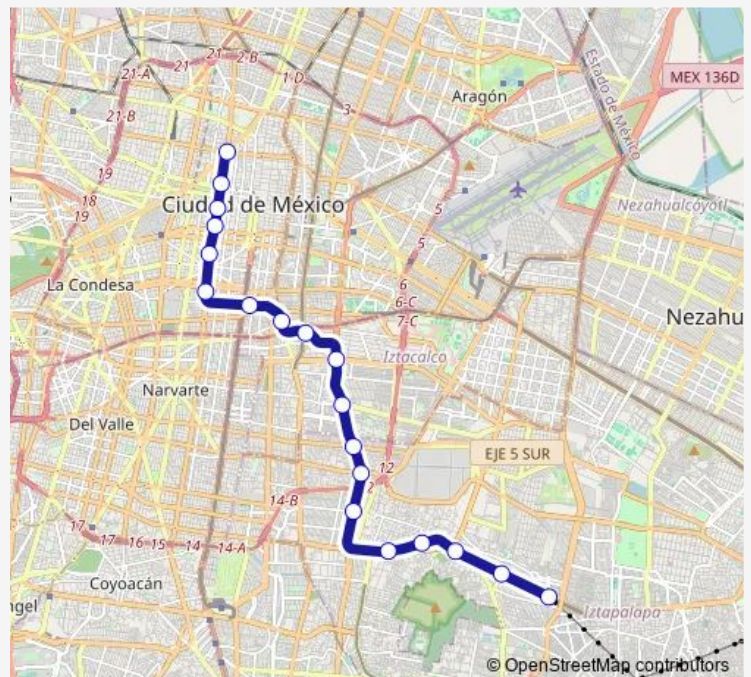 21 2-B
21-A
1-D
Estado de México
MEX 136D
Aragón
3
21-B
19
18
19
Ciudad de México
Nezahualcóyotl
5
5
La Condesa
6
6-C
7-C
Nezahu
Iztacalco
Narvarte
Del Valle
EJE 5 SUR
12
2
14-B
17
17 16 15 14 14-A
Coyoacán
ngel
Iztapalapa
© OpenStreetMap contributors